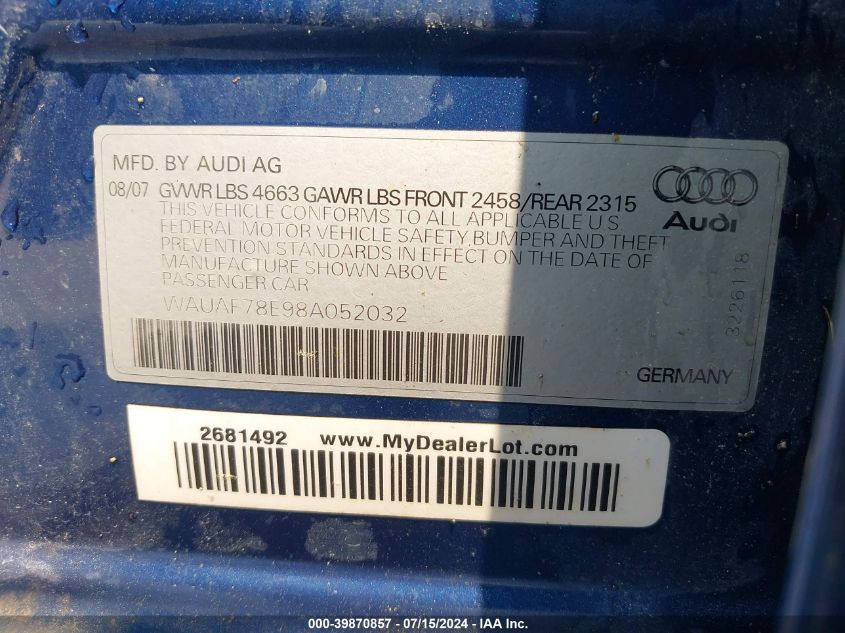 MFD. BY AUDI AG
08/07 GVWR LBS 4663 GAWR LBS FRONT 2458/REAR 2315
THIS VEHICLE CONFORMS TO ALL APPLICABLE U S
FEDERAL MOTOR VEHICLE SAFETY, BUMPER AND THEFT
PREVENTION STANDARDS IN EFFECT ON THE DATE OF
MANUFACTURE SHOWN ABOVE
PASSENGER CAR
WAUAF78E98A052032
Audi
3226118
GERMANY
2681492 www.MyDealerLot.com
000-39870857 - 07/15/2024 - IAA Inc.